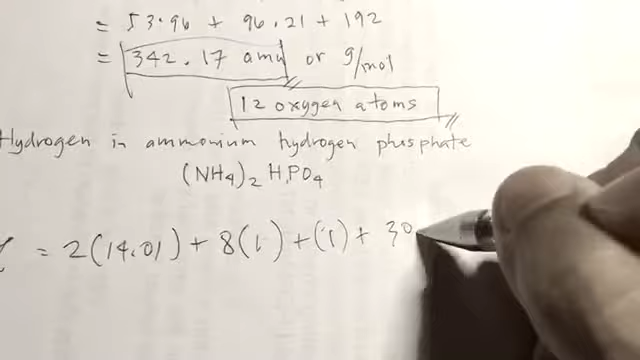 = 53.96 + 96.21 + 192
= 342.17 amu or g/mol
12 oxygen atoms
Hydrogen in ammonium hydrogen phosphate
(NH4)2 HPO4
= 2(14.01) + 8(1) + (1) + 30